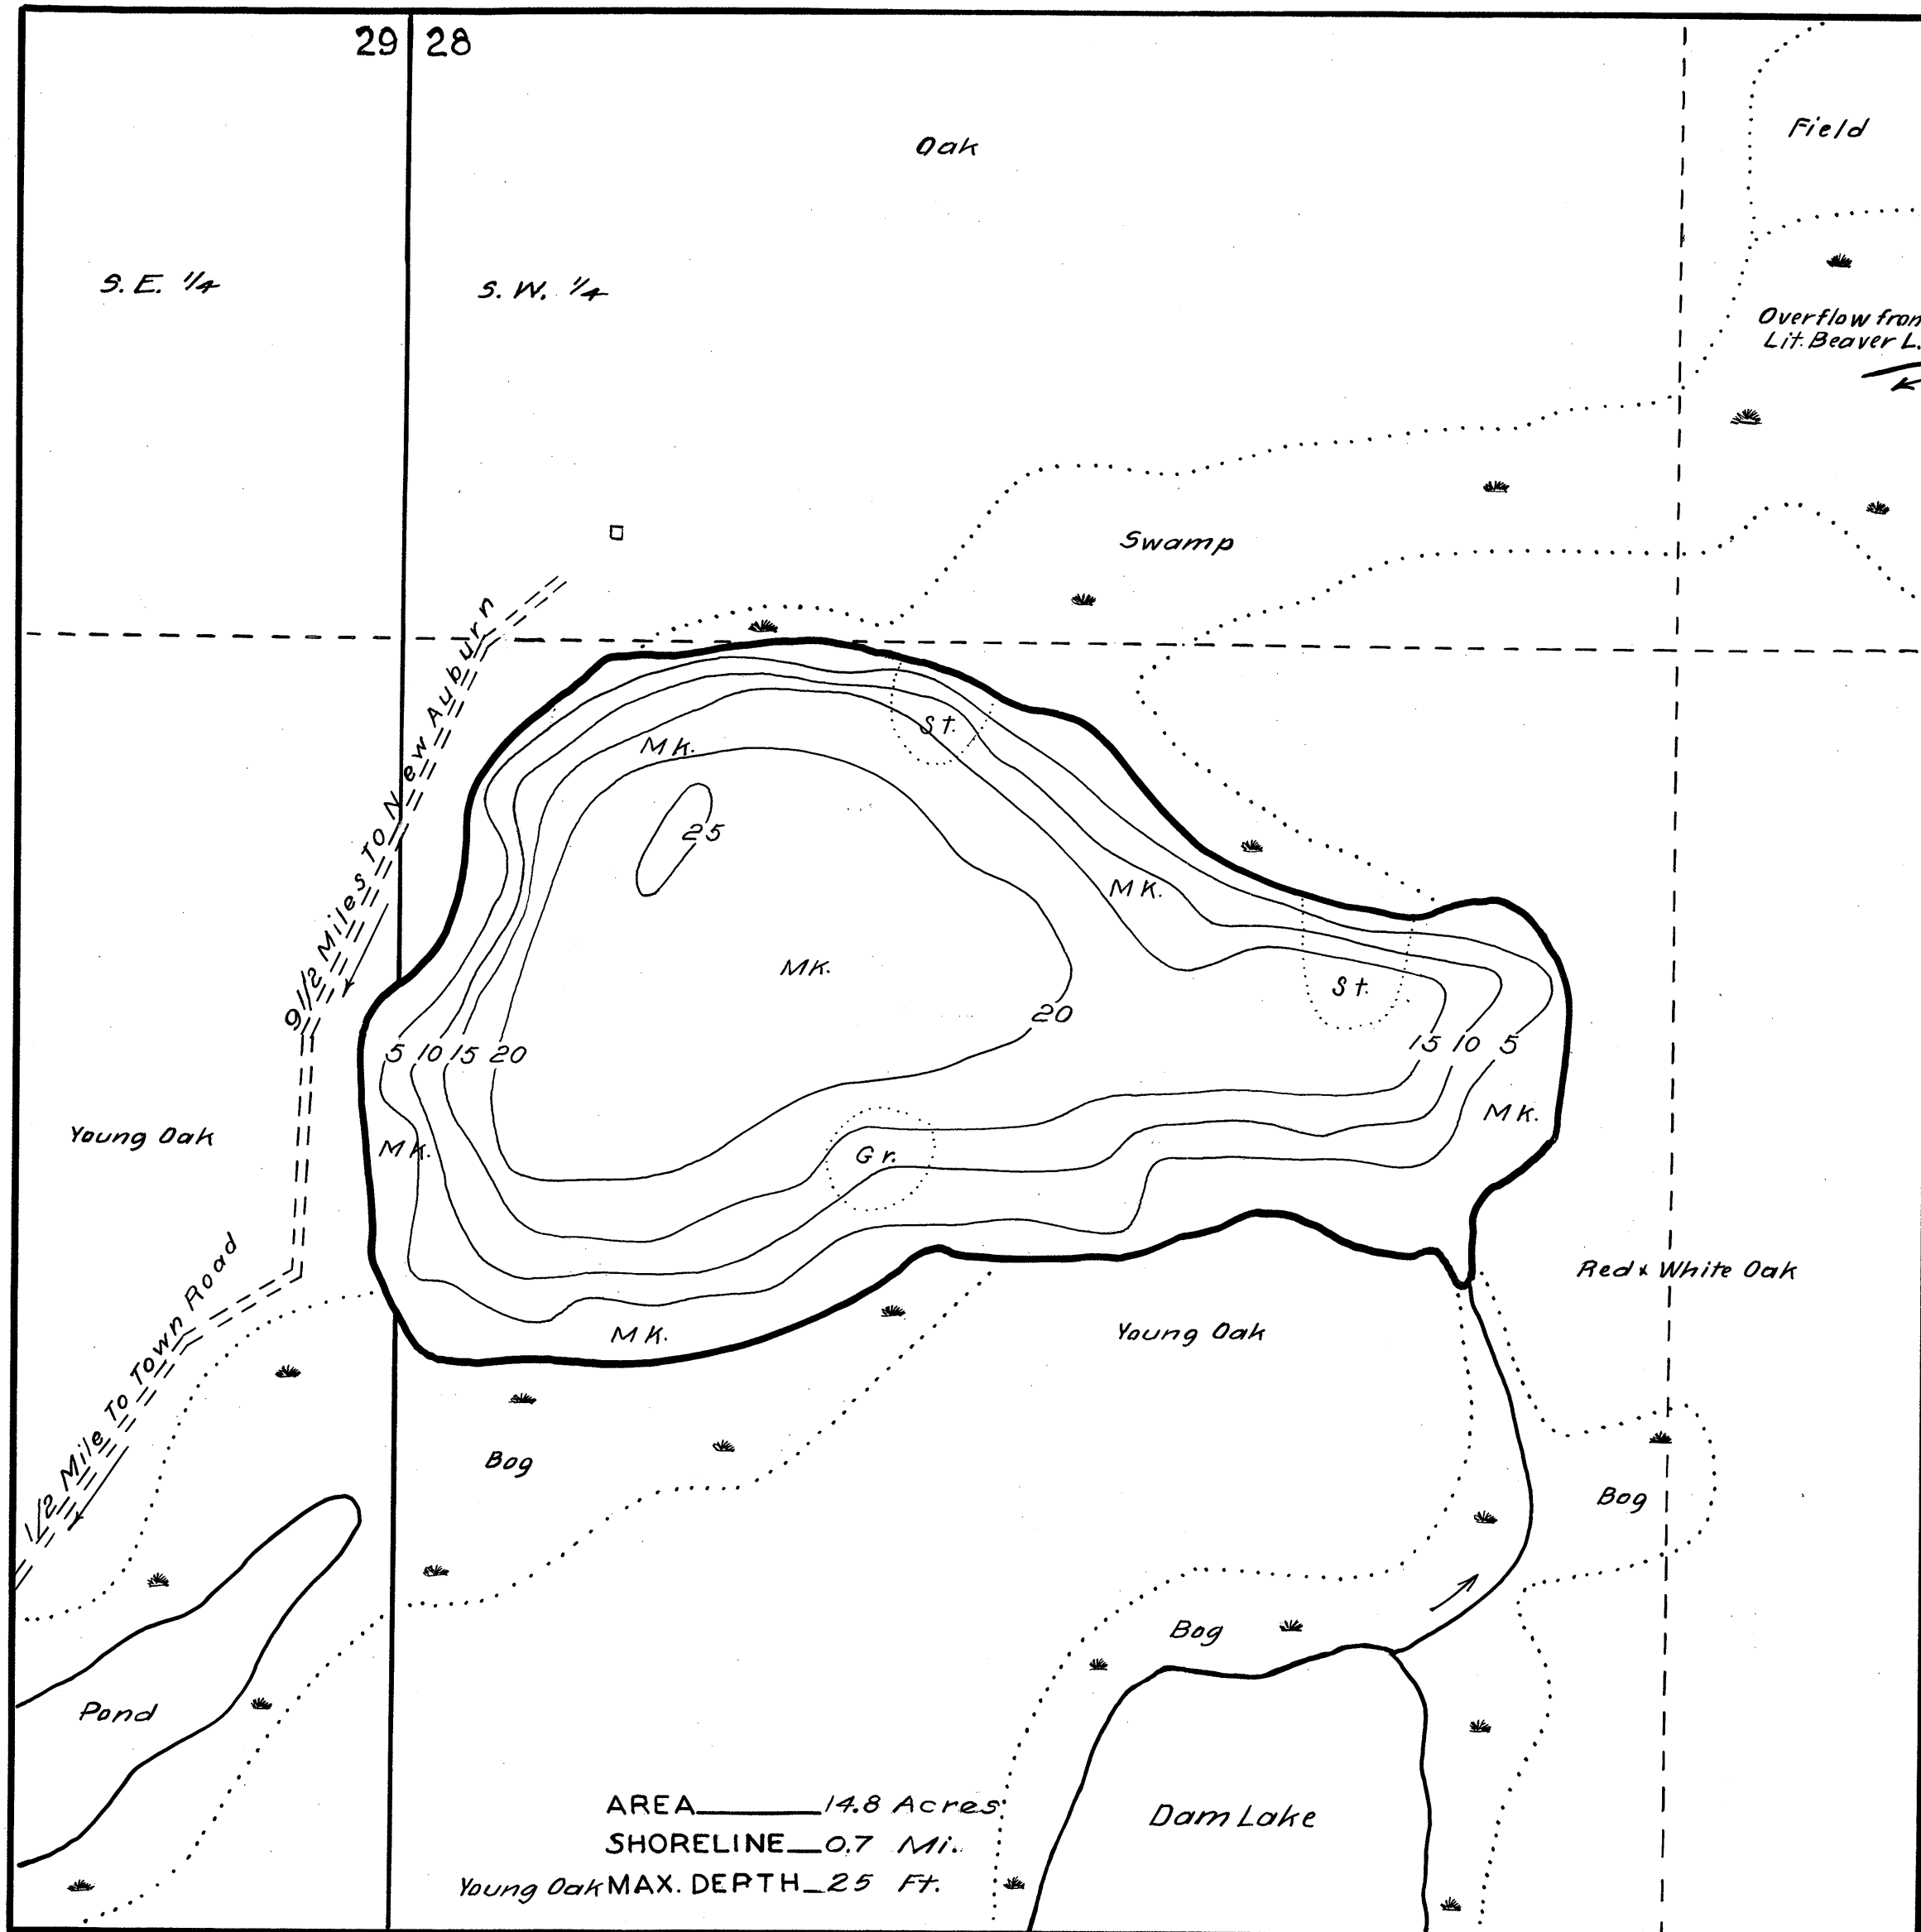 29 28
Oak
Field
S. E. 1/4
S. W. 1/4
Overflow from
Lit. Beaver L.
Swamp
9 1/2 Miles To New Auburn
St.
Mk.
25
Mk.
Mk.
St.
20
5 10 15 20
15 10 5
Mk.
Young Oak
Mk.
Gr.
1/2 Mile To Town Road
Red & White Oak
Mk.
Young Oak
Bog
Bog
Bog
Pond
AREA 14.8 Acres
SHORELINE 0.7 Mi.
Dam Lake
Young Oak
MAX. DEPTH 25 Ft.